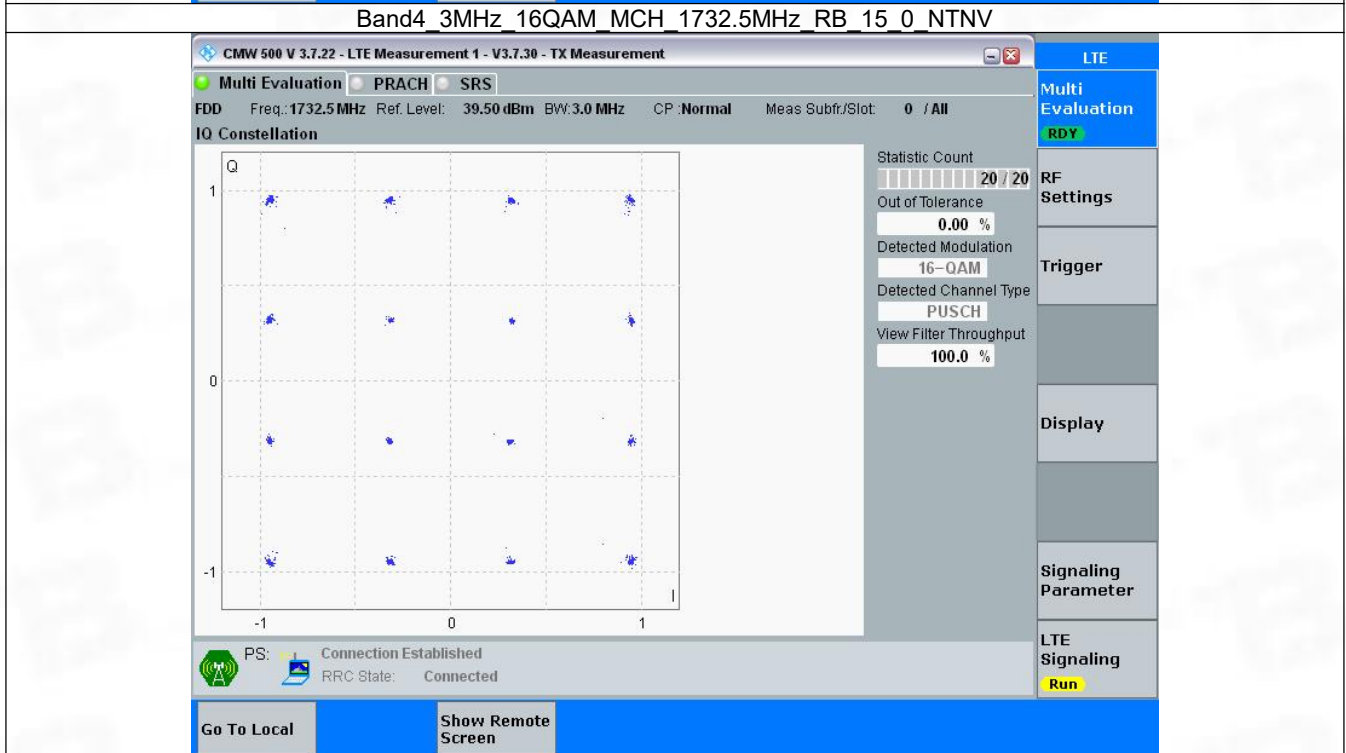 Band4_3MHz_16QAM_MCH_1732.5MHz_RB_15_0_NTNV
CMW 500 V 3.7.22 - LTE Measurement 1 - V3.7.30 - TX Measurement
LTE
Multi Evaluation PRACH SRS
Multi
Evaluation
RDY
FDD Freq.:1732.5 MHz Ref. Level: 39.50 dBm BW:3.0 MHz CP :Normal Meas Subfr./Slot: 0 / All
IQ Constellation
Q
1
0
-1
I
-1 0 1
Statistic Count
20 / 20
Out of Tolerance
0.00 %
Detected Modulation
16-QAM
Detected Channel Type
PUSCH
View Filter Throughput
100.0 %
RF
Settings
Trigger
Display
Signaling
Parameter
LTE
Signaling
Run
PS: Connection Established
RRC State: Connected
Go To Local
Show Remote
Screen